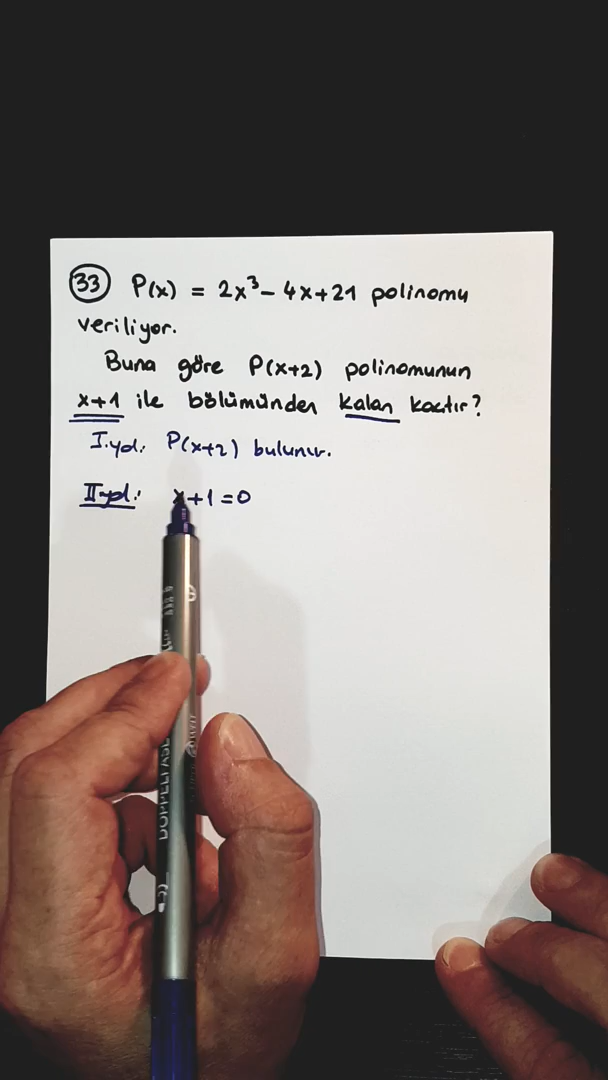 33 P(x) = 2x³ - 4x + 21 polinomu
veriliyor.
Buna göre P(x+2) polinomunun
x+1 ile bölümünden kalan kaçtır?
I.yol: P(x+2) bulunur.
II.yol: x+1=0